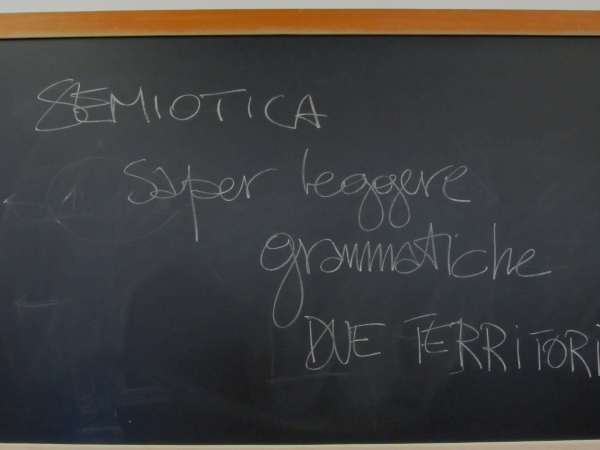 SEMIOTICA
saper leggere
grammatiche
DUE TERRITORI